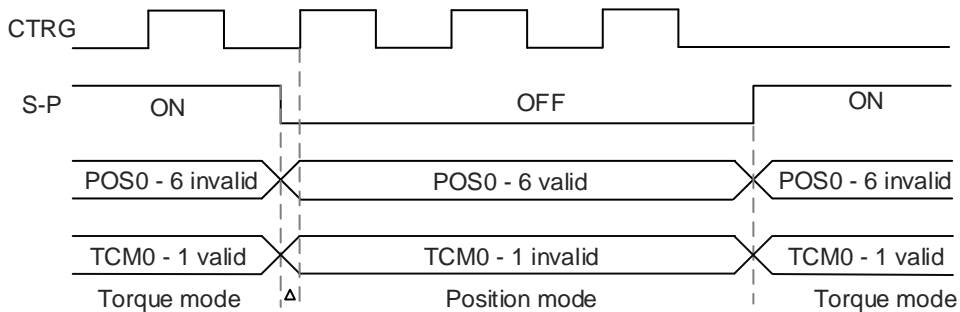 CTRG
S-P ON OFF ON
POS0 - 6 invalid POS0 - 6 valid POS0 - 6 invalid
TCM0 - 1 valid TCM0 - 1 invalid TCM0 - 1 valid
Torque mode Δ Position mode Torque mode